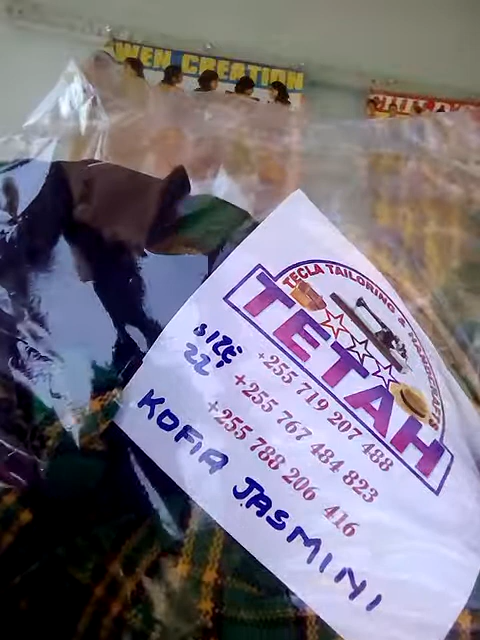 WEN CREATION
TECLA TAILORING & HANDCRAFTS
TETAH
+255 719 207 488
+255 767 484 823
+255 788 206 416
SIZE
22"
KOFIA JASMINI